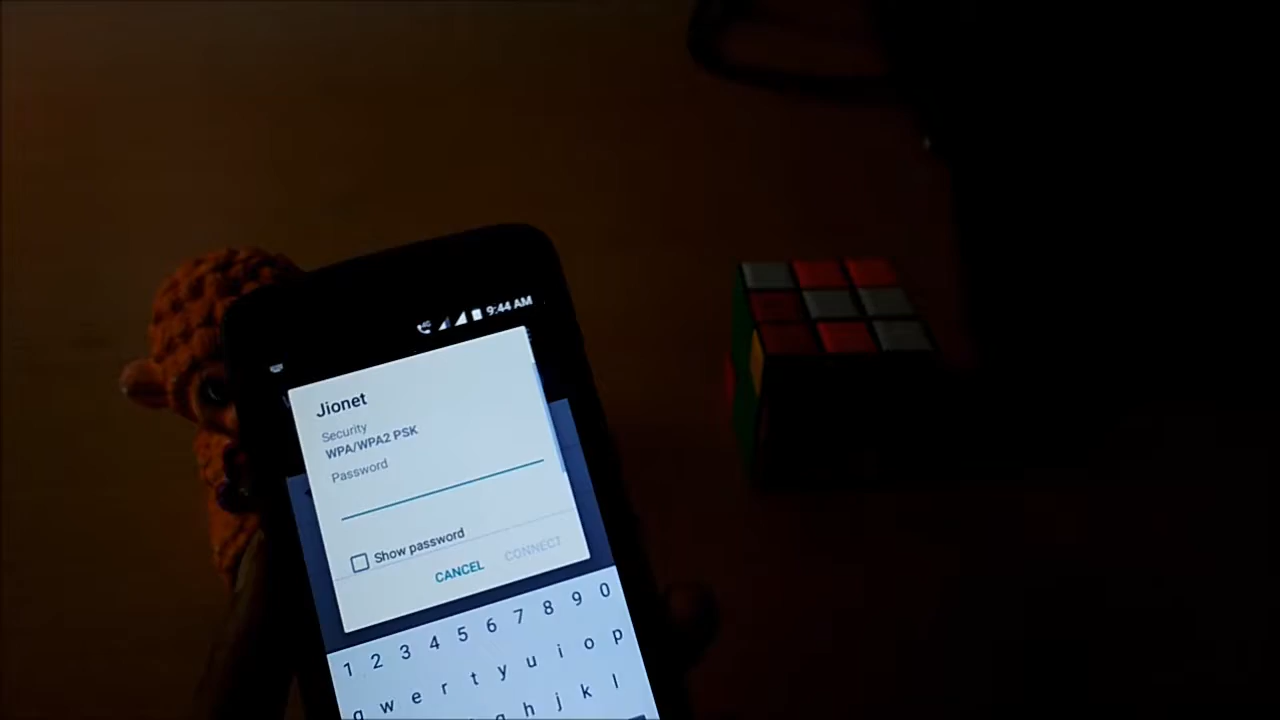 4G 9:44 AM
Jionet
Security
WPA/WPA2 PSK
Password
Show password
CANCEL CONNECT
1 2 3 4 5 6 7 8 9 0
q w e r t y u i o p
g h j k l